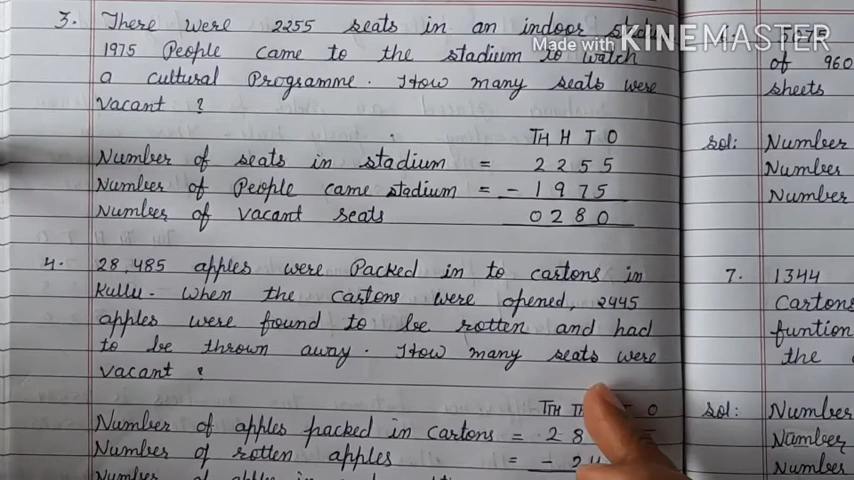 3. There were 2255 seats in an indoor
1975 People came to the stadium to watch
a cultural Programme. How many seats were
vacant ?
TH H T O
Number of seats in stadium = 2 2 5 5
Number of People came stadium = - 1 9 7 5
Number of vacant seats 0 2 8 0
4. 28,485 apples were Packed in to cartons in
Kullu. When the cartons were opened, 2445
apples were found to be rotten and had
to be thrown away. How many seats were
vacant ?
TTH O
Number of apples packed in cartons = 2 8
Number of rotten apples = - 2 4
Made with KINEMASTER
of 960
sheets
sol: Number
Number
Number
7. 1344
Cartons
funtion
the
sol: Number
Number
Number